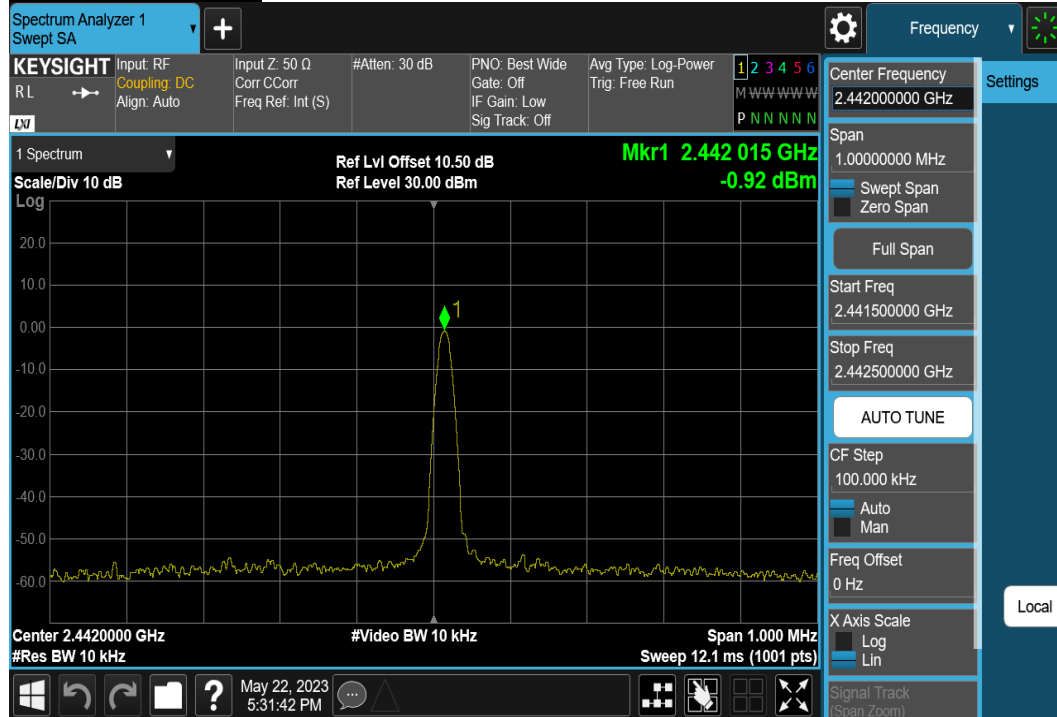 Spectrum Analyzer 1
Swept SA
+
Frequency
KEYSIGHT
R L
LXI
Input: RF
Coupling: DC
Align: Auto
Input Z: 50 Ω
Corr CCorr
Freq Ref: Int (S)
#Atten: 30 dB
PNO: Best Wide
Gate: Off
IF Gain: Low
Sig Track: Off
Avg Type: Log-Power
Trig: Free Run
1 2 3 4 5 6
M W W W W W
P N N N N N
1 Spectrum
Scale/Div 10 dB
Log
Ref Lvl Offset 10.50 dB
Ref Level 30.00 dBm
Mkr1 2.442 015 GHz
-0.92 dBm
20.0
10.0
0.00
-10.0
-20.0
-30.0
-40.0
-50.0
-60.0
1
Center 2.4420000 GHz
#Res BW 10 kHz
#Video BW 10 kHz
Span 1.000 MHz
Sweep 12.1 ms (1001 pts)
?
May 22, 2023
5:31:42 PM
Center Frequency
2.442000000 GHz
Span
1.00000000 MHz
Swept Span
Zero Span
Full Span
Start Freq
2.441500000 GHz
Stop Freq
2.442500000 GHz
AUTO TUNE
CF Step
100.000 kHz
Auto
Man
Freq Offset
0 Hz
X Axis Scale
Log
Lin
Signal Track
(Span Zoom)
Settings
Local